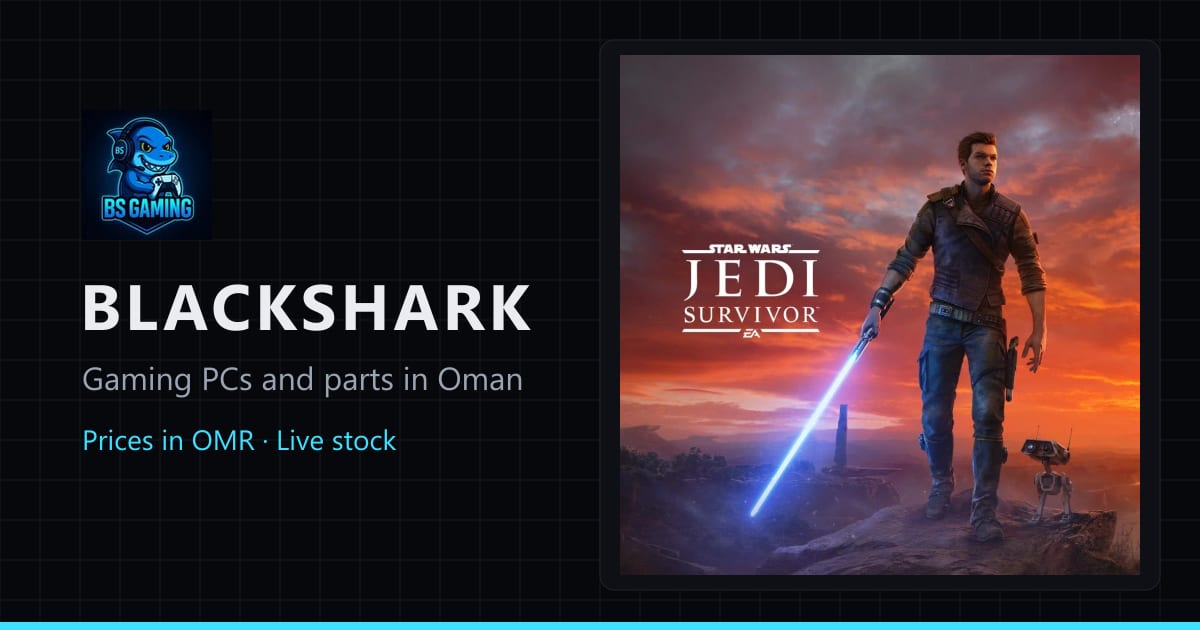 BS
BS GAMING
BLACKSHARK
Gaming PCs and parts in Oman
Prices in OMR · Live stock
STAR WARS
JEDI
SURVIVOR
EA